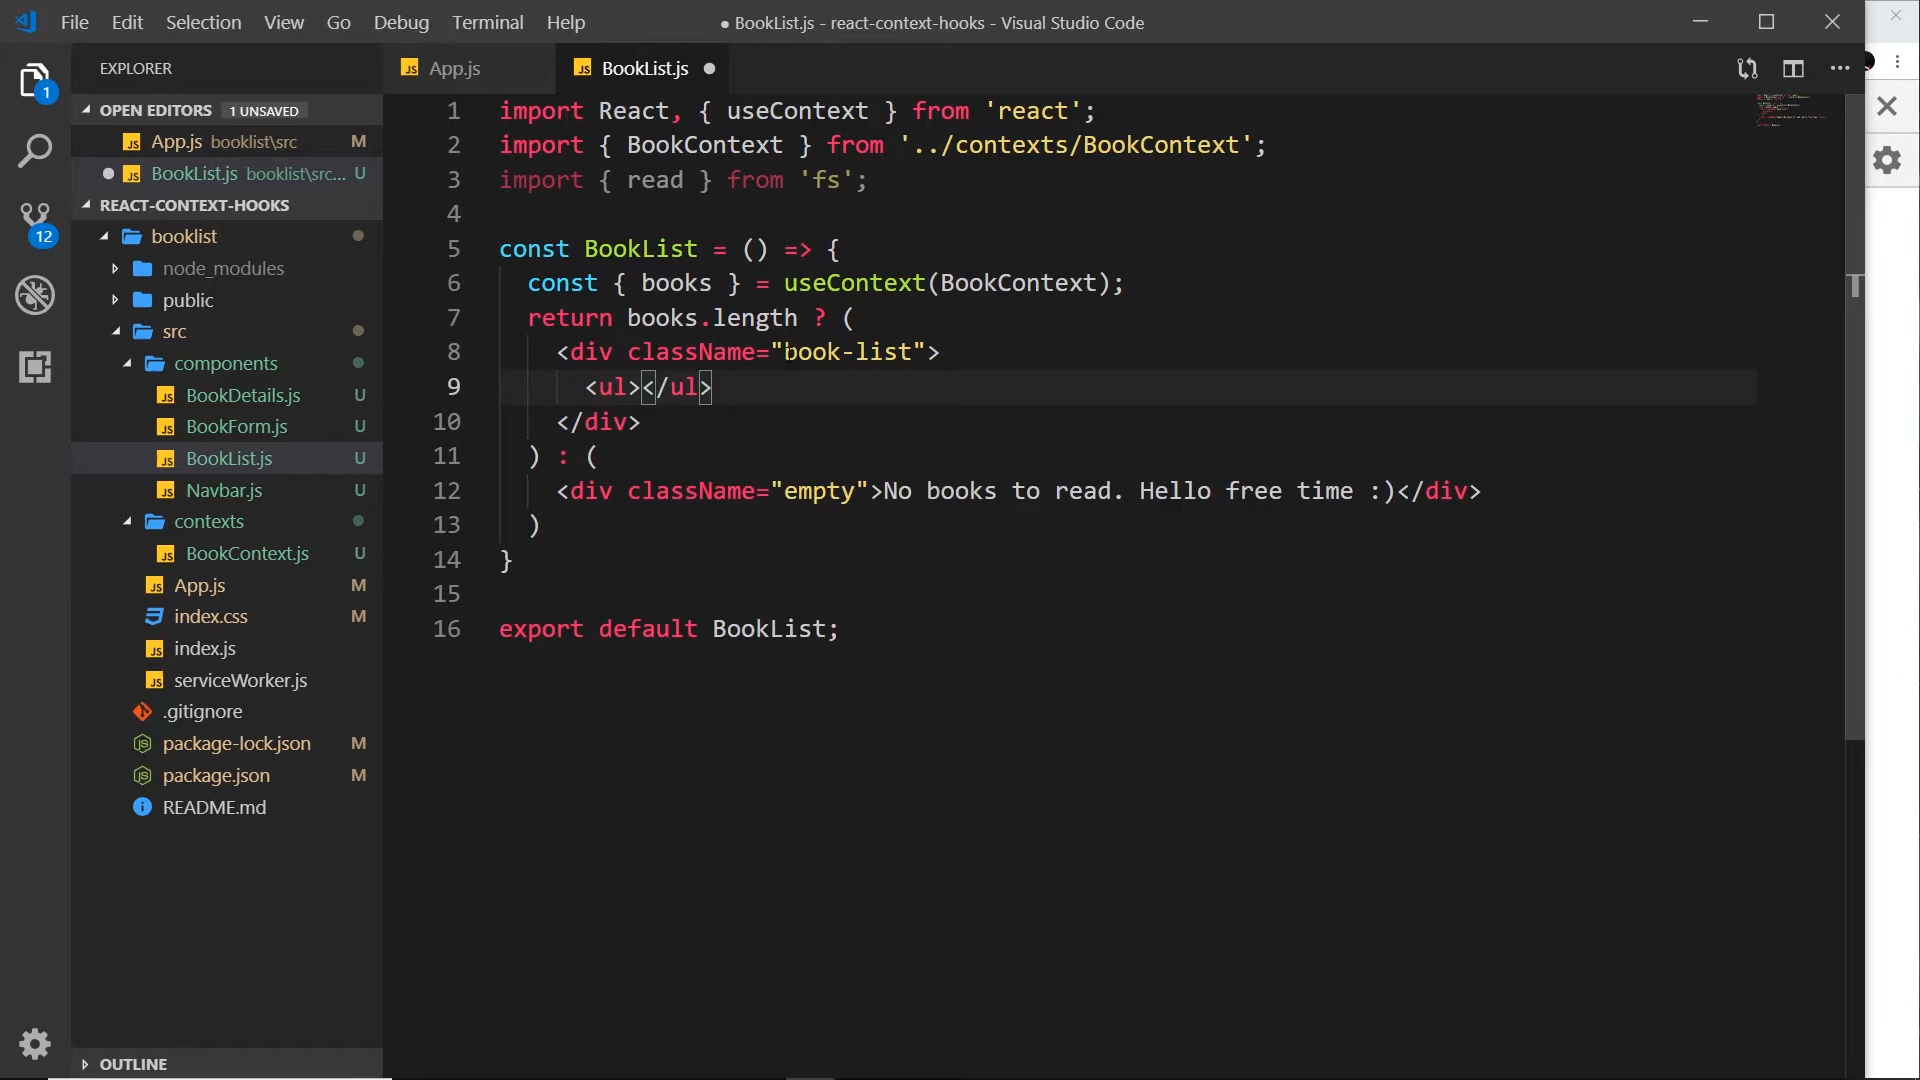 File Edit Selection View Go Debug Terminal Help
● BookList.js - react-context-hooks - Visual Studio Code
EXPLORER
OPEN EDITORS 1 UNSAVED
App.js booklist\src M
BookList.js booklist\src... U
REACT-CONTEXT-HOOKS
booklist
node_modules
public
src
components
BookDetails.js U
BookForm.js U
BookList.js U
Navbar.js U
contexts
BookContext.js U
App.js M
index.css M
index.js
serviceWorker.js
.gitignore
package-lock.json M
package.json M
README.md
OUTLINE
1
12
App.js
BookList.js
1 import React, { useContext } from 'react';
2 import { BookContext } from '../contexts/BookContext';
3 import { read } from 'fs';
4
5 const BookList = () => {
6 const { books } = useContext(BookContext);
7 return books.length ? (
8 <div className="book-list">
9 <ul></ul>
10 </div>
11 ) : (
12 <div className="empty">No books to read. Hello free time :)</div>
13 )
14 }
15
16 export default BookList;